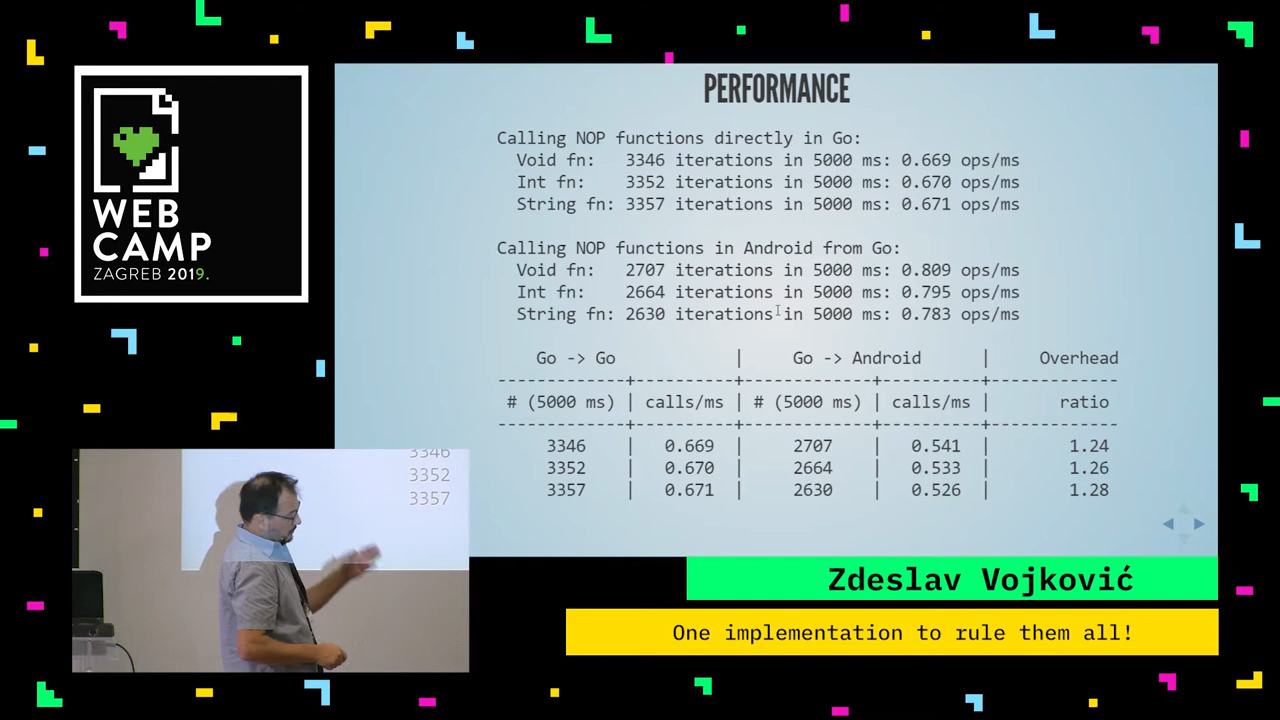 WEB
CAMP
ZAGREB 2019.
PERFORMANCE
Calling NOP functions directly in Go:
Void fn: 3346 iterations in 5000 ms: 0.669 ops/ms
Int fn: 3352 iterations in 5000 ms: 0.670 ops/ms
String fn: 3357 iterations in 5000 ms: 0.671 ops/ms
Calling NOP functions in Android from Go:
Void fn: 2707 iterations in 5000 ms: 0.809 ops/ms
Int fn: 2664 iterations in 5000 ms: 0.795 ops/ms
String fn: 2630 iterations in 5000 ms: 0.783 ops/ms
Go -> Go | Go -> Android | Overhead
-------------+----------+-------------+----------+-------------
# (5000 ms) | calls/ms | # (5000 ms) | calls/ms | ratio
-------------+----------+-------------+----------+-------------
3346 | 0.669 | 2707 | 0.541 | 1.24
3352 | 0.670 | 2664 | 0.533 | 1.26
3357 | 0.671 | 2630 | 0.526 | 1.28
3346
3352
3357
Zdeslav Vojković
One implementation to rule them all!